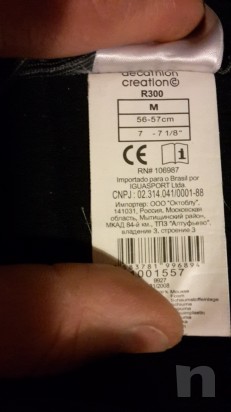 decathlon
creation©
R300
M
56-57cm
7 - 7 1/8"
CE i
RN# 106987
Importado para o Brasil por
IGUASPORT Ltda
CNPJ : 02.314.041/0001-88
Импортер: ООО "Октоблу",
141031, Россия, Московская
область, Мытищинский район,
МКАД 84-й км., ТПЗ "Алтуфьево",
владение 3, строение 3
001557
0927
/2008
n